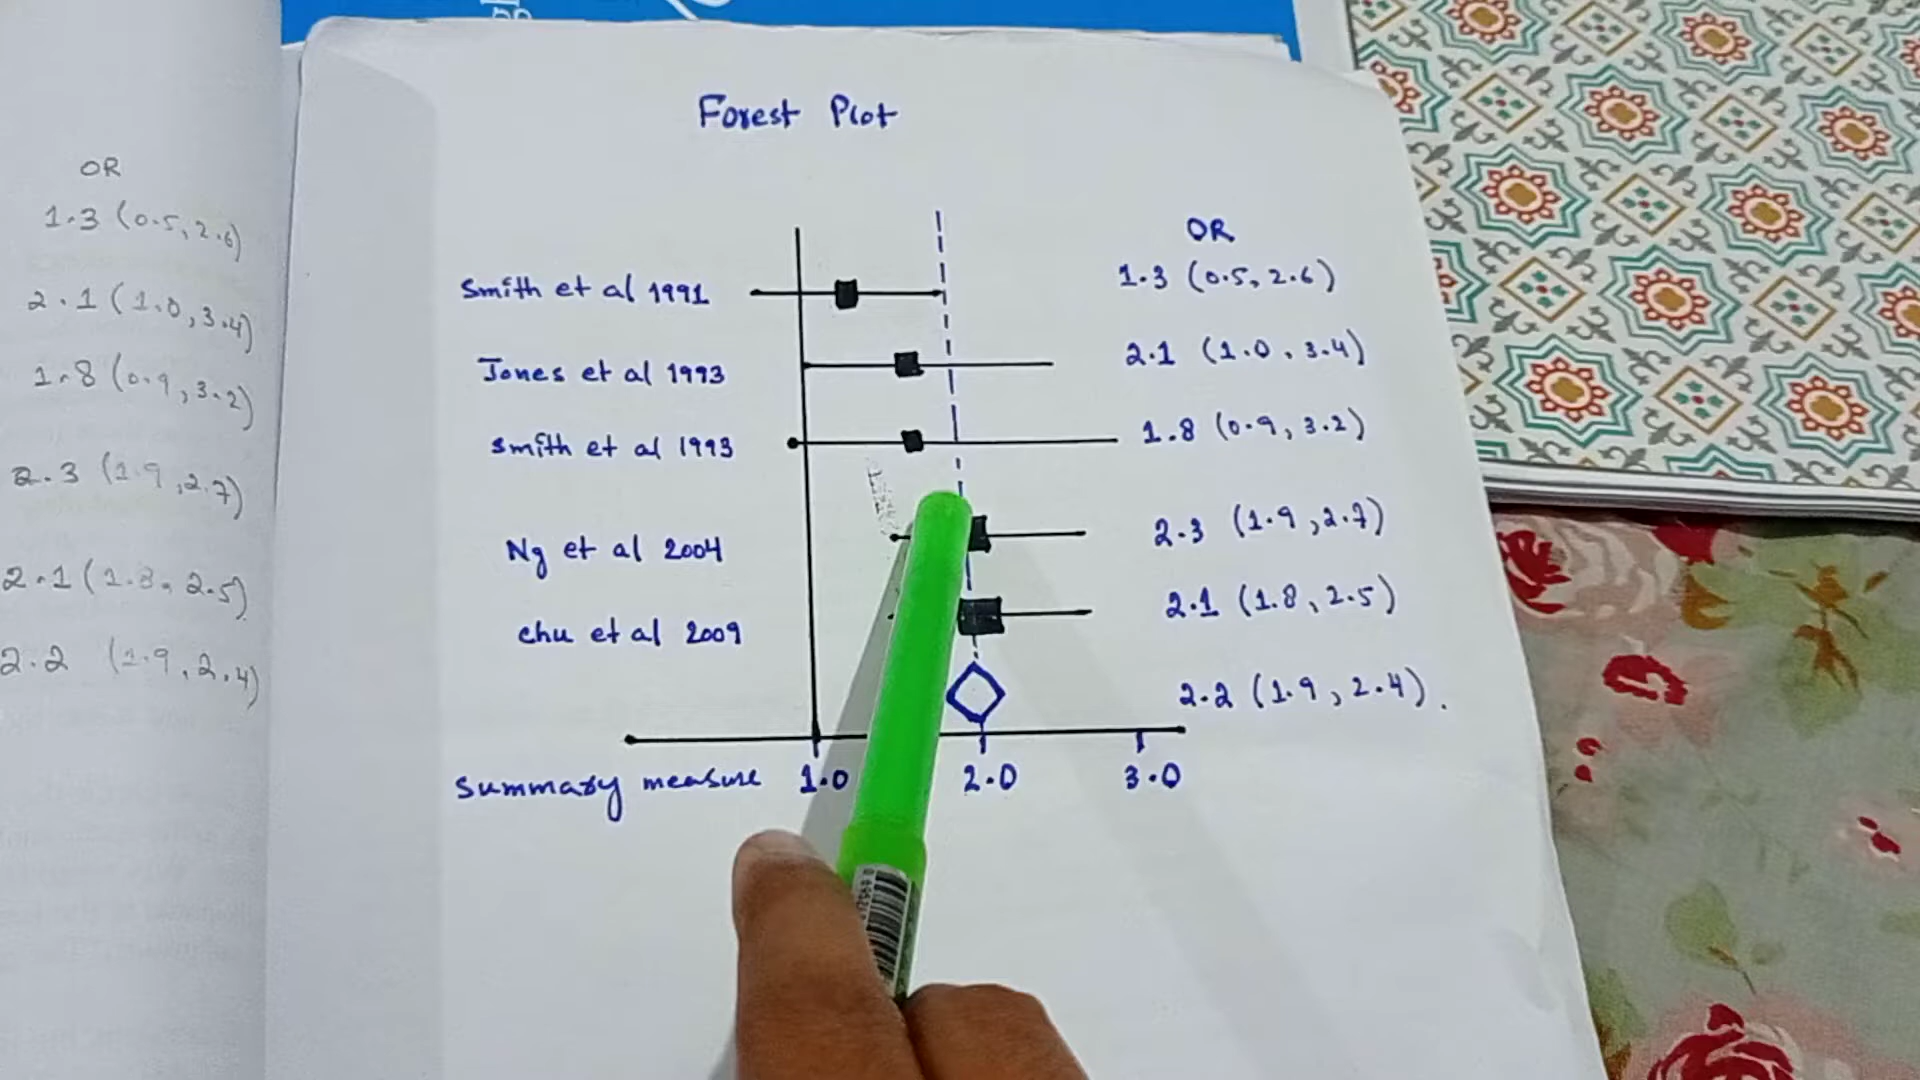 OR
1.3 (0.5, 2.6)
2.1 (1.0, 3.4)
1.8 (0.9, 3.2)
2.3 (1.9, 2.7)
2.1 (1.8, 2.5)
2.2 (1.9, 2.4)
Forest Plot
OR
Smith et al 1991 1.3 (0.5, 2.6)
Jones et al 1993 2.1 (1.0, 3.4)
Smith et al 1993 1.8 (0.9, 3.2)
Ng et al 2004 2.3 (1.9, 2.7)
Chu et al 2009 2.1 (1.8, 2.5)
2.2 (1.9, 2.4).
Summary measure 1.0 2.0 3.0